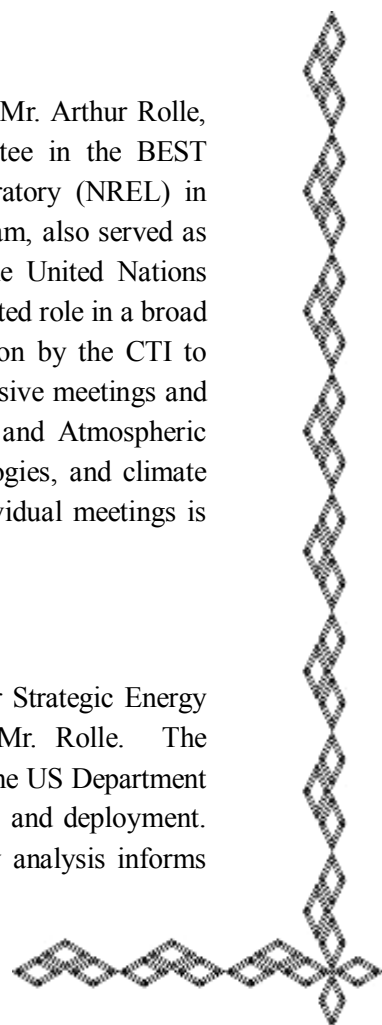 Mr. Arthur Rolle,
tee in the BEST
ratory (NREL) in
am, also served as
e United Nations
ted role in a broad
on by the CTI to
sive meetings and
and Atmospheric
ogies, and climate
vidual meetings is
r Strategic Energy
Mr. Rolle. The
he US Department
and deployment.
analysis informs